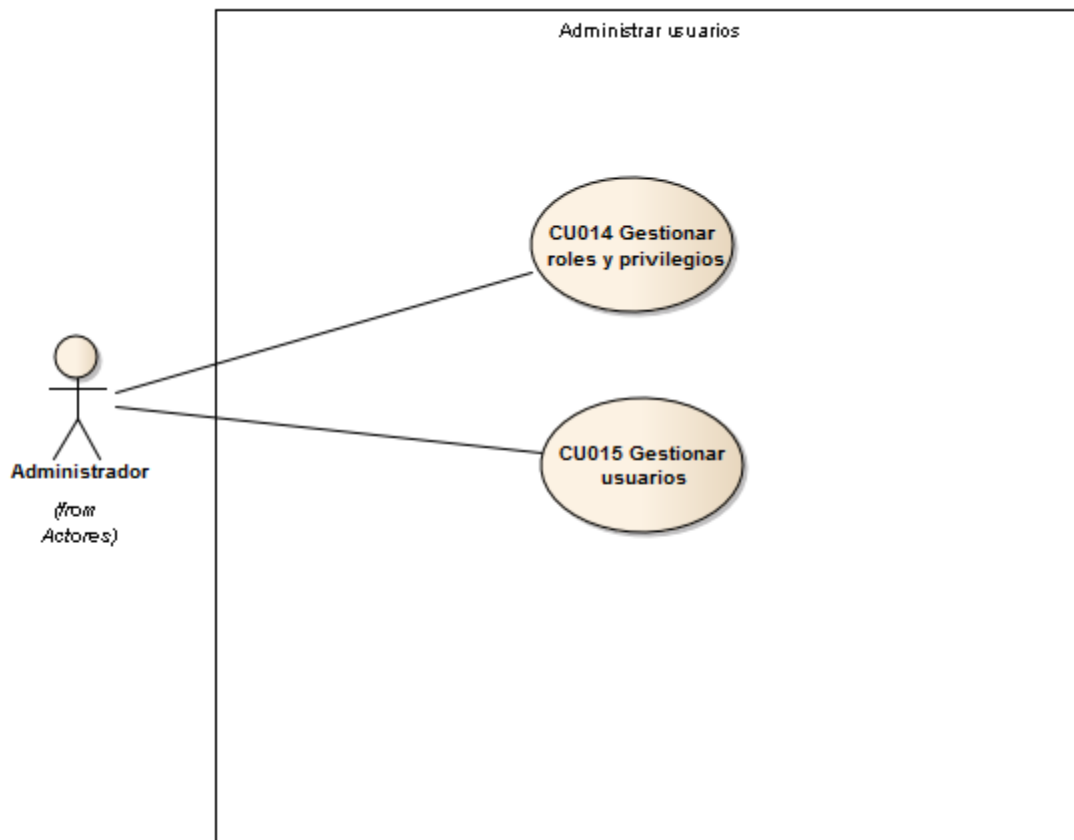 Administrar usuarios
CU014 Gestionar
roles y privilegios
CU015 Gestionar
usuarios
Administrador
(from
Actores)